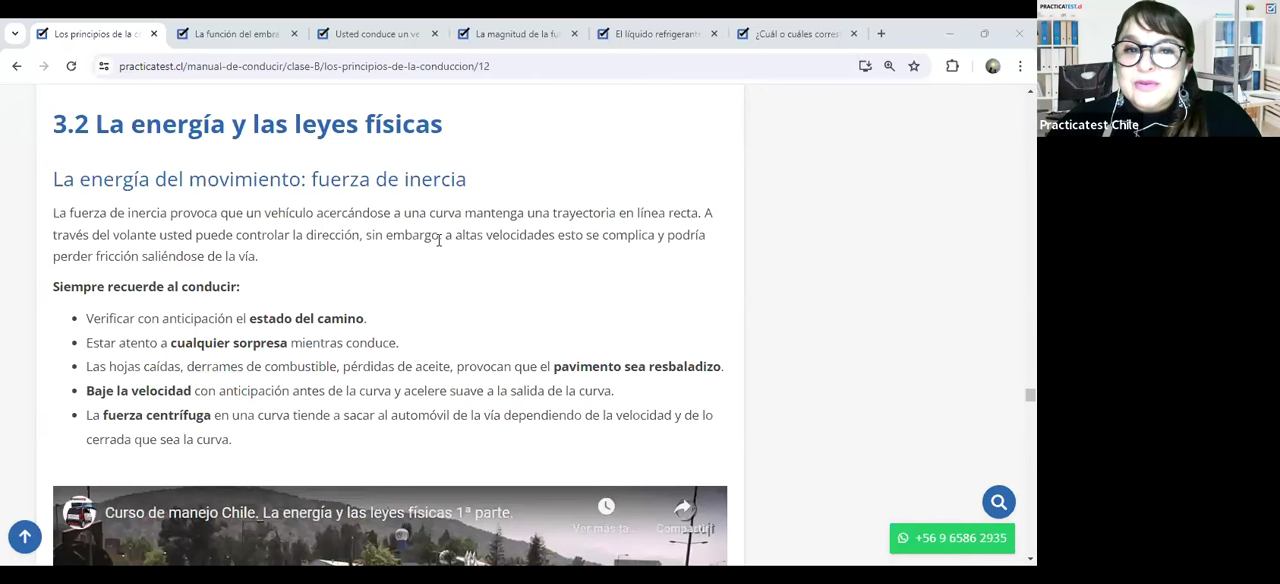 Los principios de la c
La función del embra
Usted conduce un ve
La magnitud de la fu
El líquido refrigerante
¿Cuál o cuáles corres
practicatest.cl/manual-de-conducir/clase-B/los-principios-de-la-conduccion/12
PRACTICATEST.cl
Practicatest Chile
3.2 La energía y las leyes físicas
La energía del movimiento: fuerza de inercia
La fuerza de inercia provoca que un vehículo acercándose a una curva mantenga una trayectoria en línea recta. A
través del volante usted puede controlar la dirección, sin embargo, a altas velocidades esto se complica y podría
perder fricción saliéndose de la vía.
Siempre recuerde al conducir:
• Verificar con anticipación el estado del camino.
• Estar atento a cualquier sorpresa mientras conduce.
• Las hojas caídas, derrames de combustible, pérdidas de aceite, provocan que el pavimento sea resbaladizo.
• Baje la velocidad con anticipación antes de la curva y acelere suave a la salida de la curva.
• La fuerza centrífuga en una curva tiende a sacar al automóvil de la vía dependiendo de la velocidad y de lo
cerrada que sea la curva.
Curso de manejo Chile_La energía y las leyes físicas 1ª parte.
Ver más ta...
Compartir
+56 9 6586 2935